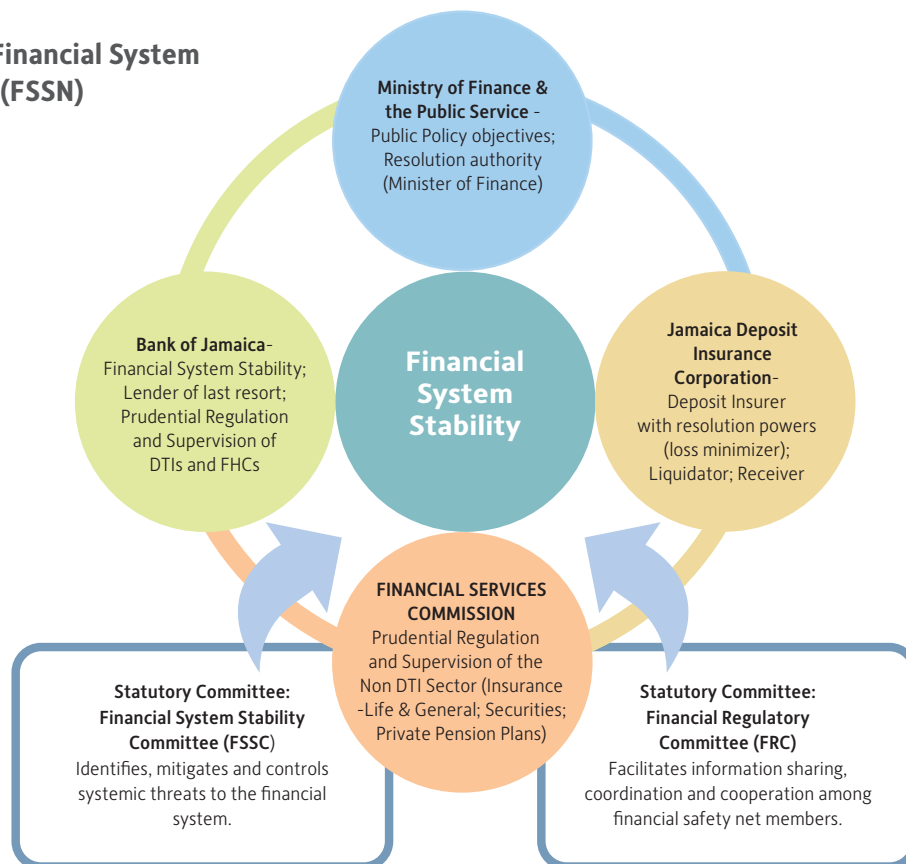 Financial System
(FSSN)
Ministry of Finance &
the Public Service -
Public Policy objectives;
Resolution authority
(Minister of Finance)
Bank of Jamaica-
Financial System Stability;
Lender of last resort;
Prudential Regulation
and Supervision of
DTIs and FHCs
Financial
System
Stability
Jamaica Deposit
Insurance
Corporation-
Deposit Insurer
with resolution powers
(loss minimizer);
Liquidator; Receiver
FINANCIAL SERVICES
COMMISSION
Prudential Regulation
and Supervision of the
Non DTI Sector (Insurance
-Life & General; Securities;
Private Pension Plans)
Statutory Committee:
Financial System Stability
Committee (FSSC)
Identifies, mitigates and controls
systemic threats to the financial
system.
Statutory Committee:
Financial Regulatory
Committee (FRC)
Facilitates information sharing,
coordination and cooperation among
financial safety net members.